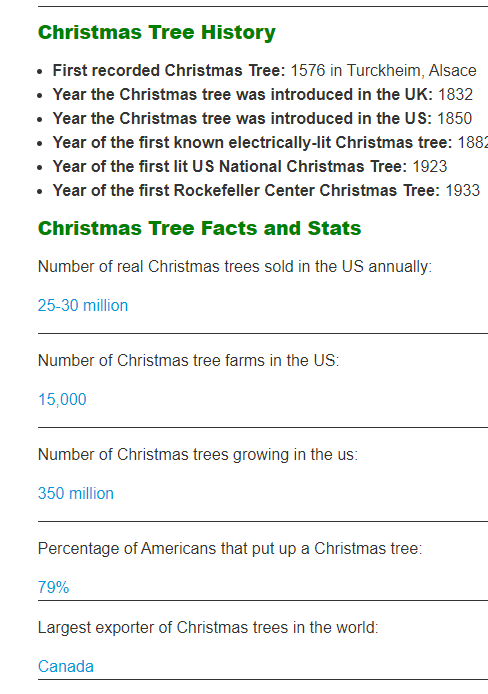 Christmas Tree History
• First recorded Christmas Tree: 1576 in Turckheim, Alsace
• Year the Christmas tree was introduced in the UK: 1832
• Year the Christmas tree was introduced in the US: 1850
• Year of the first known electrically-lit Christmas tree: 1882
• Year of the first lit US National Christmas Tree: 1923
• Year of the first Rockefeller Center Christmas Tree: 1933
Christmas Tree Facts and Stats
Number of real Christmas trees sold in the US annually:
25-30 million
Number of Christmas tree farms in the US:
15,000
Number of Christmas trees growing in the us:
350 million
Percentage of Americans that put up a Christmas tree:
79%
Largest exporter of Christmas trees in the world:
Canada